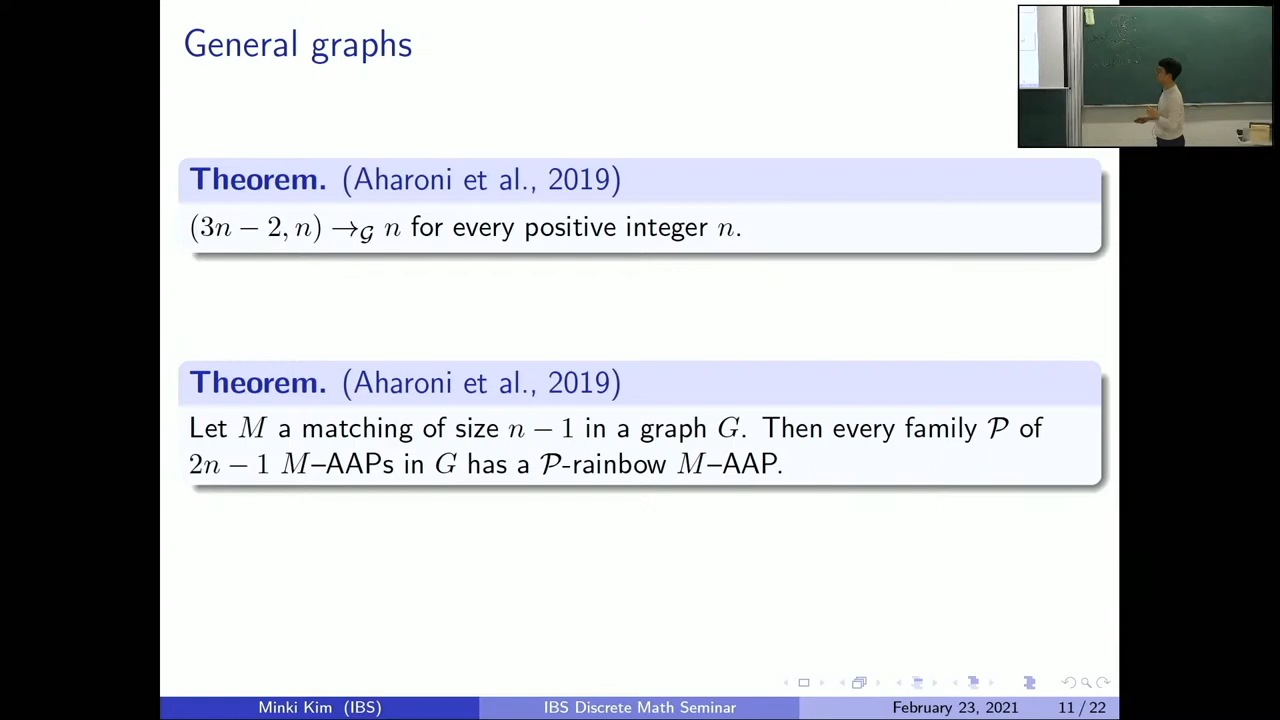 General graphs
Theorem. (Aharoni et al., 2019)
(3n − 2, n) →𝒢 n for every positive integer n.
Theorem. (Aharoni et al., 2019)
Let M a matching of size n − 1 in a graph G. Then every family 𝒫 of
2n − 1 M–AAPs in G has a 𝒫-rainbow M–AAP.
Minki Kim (IBS) IBS Discrete Math Seminar February 23, 2021 11 / 22